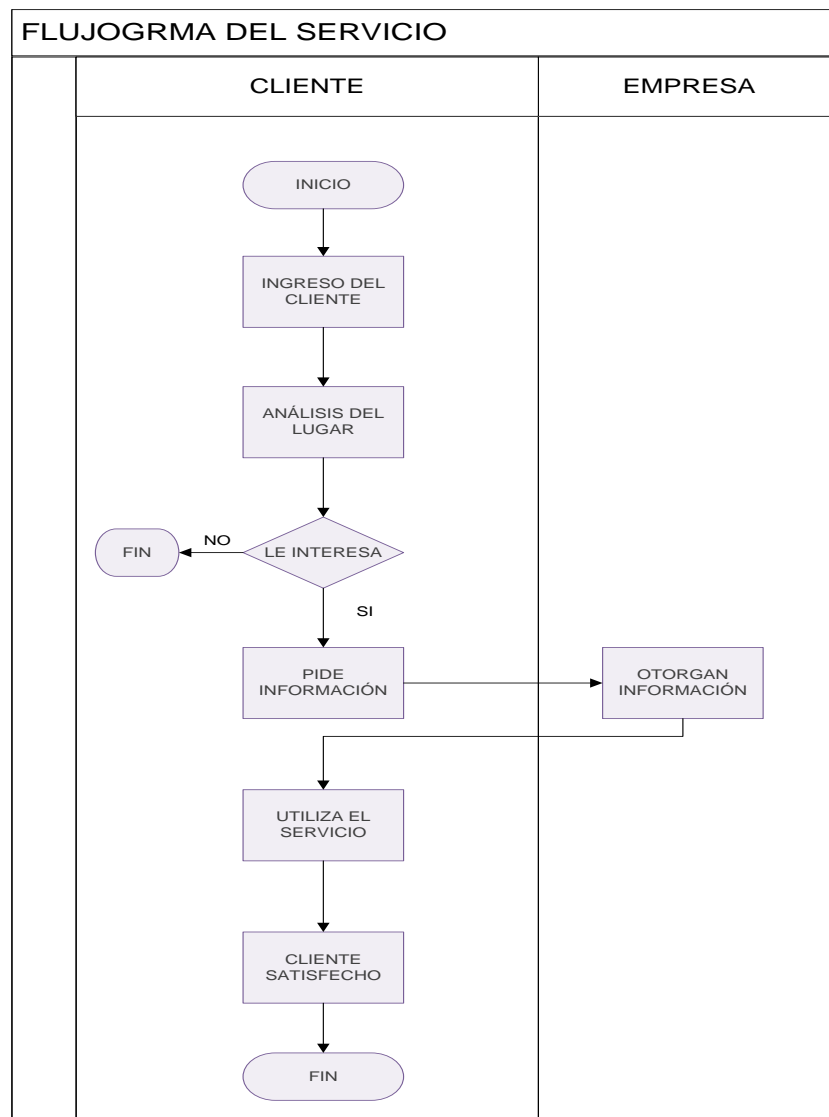 FLUJOGRMA DEL SERVICIO
CLIENTE
EMPRESA
INICIO
INGRESO DEL
CLIENTE
ANÁLISIS DEL
LUGAR
LE INTERESA
NO
FIN
SI
PIDE
INFORMACIÓN
OTORGAN
INFORMACIÓN
UTILIZA EL
SERVICIO
CLIENTE
SATISFECHO
FIN